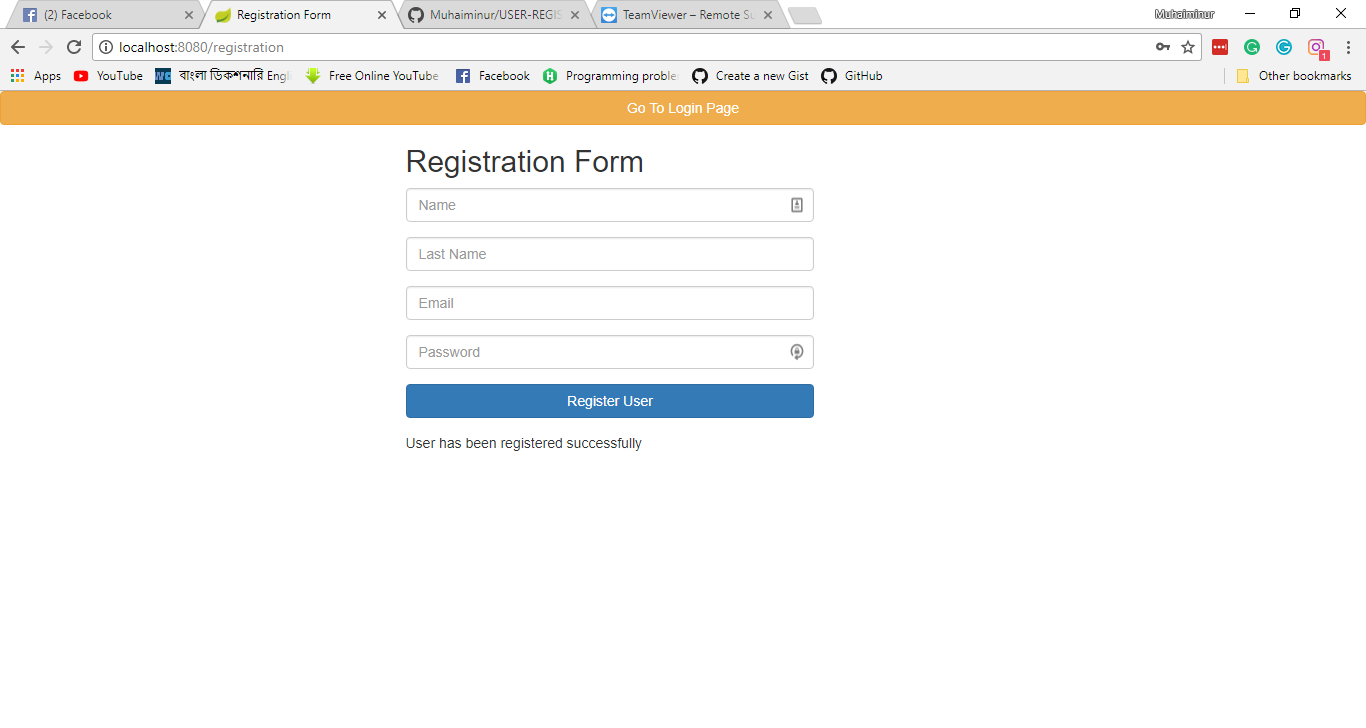 (2) Facebook
Registration Form
Muhaiminur/USER-REGIS
TeamViewer – Remote Su
Muhaiminur
localhost:8080/registration
1
Apps
YouTube
বাংলা ডিকশনারি Engli
Free Online YouTube
Facebook
Programming proble
Create a new Gist
GitHub
Other bookmarks
Go To Login Page
Registration Form
Name
Last Name
Email
Password
Register User
User has been registered successfully